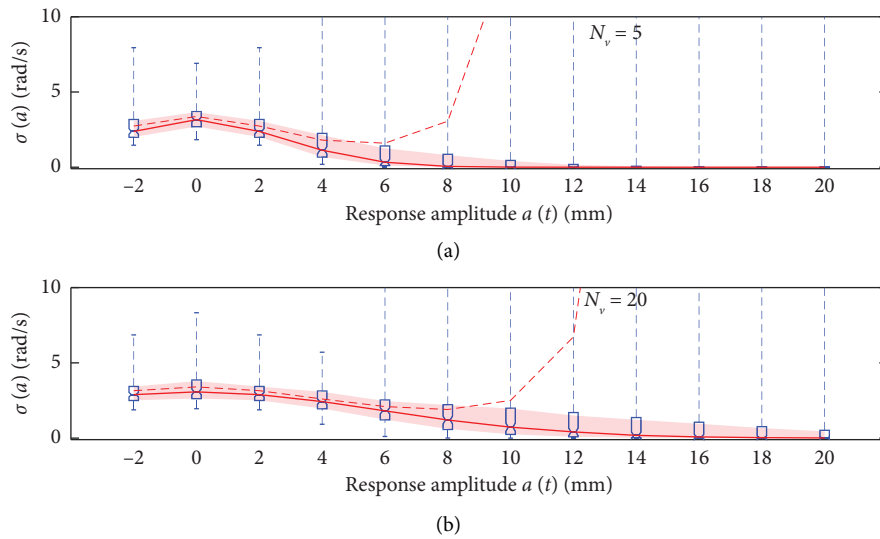 10
5
0
σ (a) (rad/s)
N_v = 5
−2 0 2 4 6 8 10 12 14 16 18 20
Response amplitude a (t) (mm)
(a)
10
5
0
σ (a) (rad/s)
N_v = 20
−2 0 2 4 6 8 10 12 14 16 18 20
Response amplitude a (t) (mm)
(b)